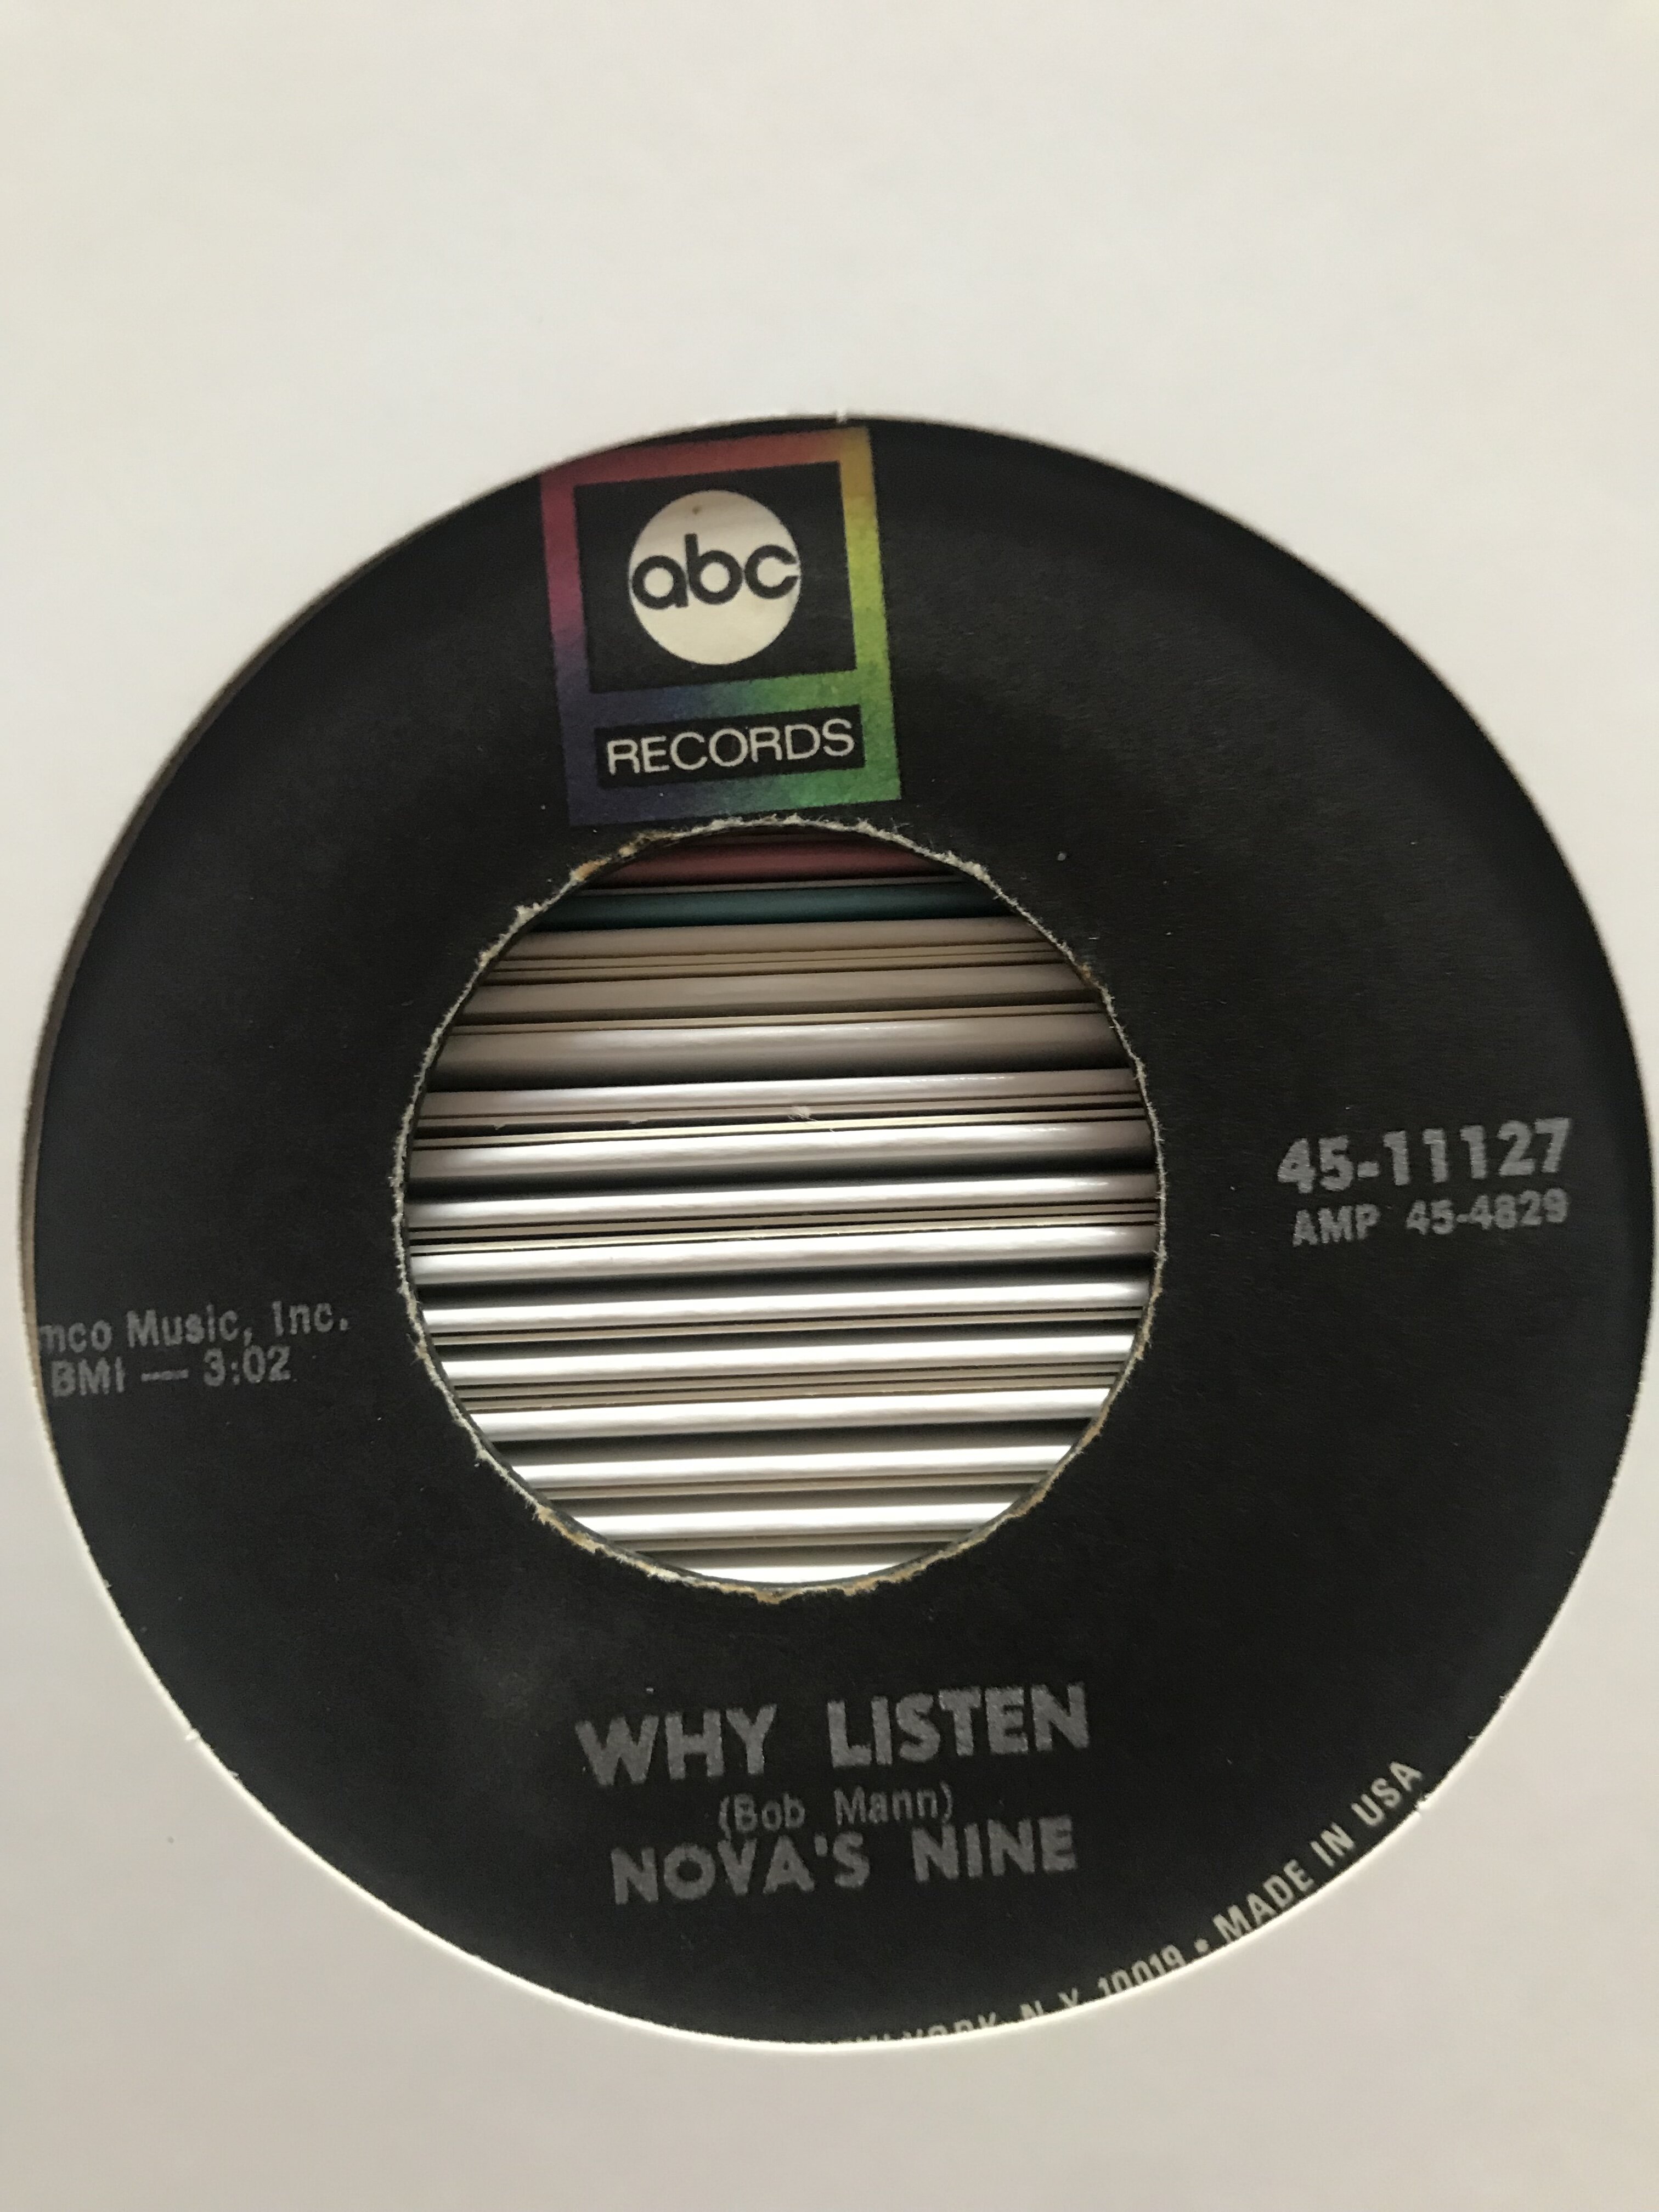 abc
RECORDS
45-11127
AMP 45-4829
Music, Inc.
BMI — 3:02
WHY LISTEN
(Bob Mann)
NOVA'S NINE
N.Y. 10019 • MADE IN USA